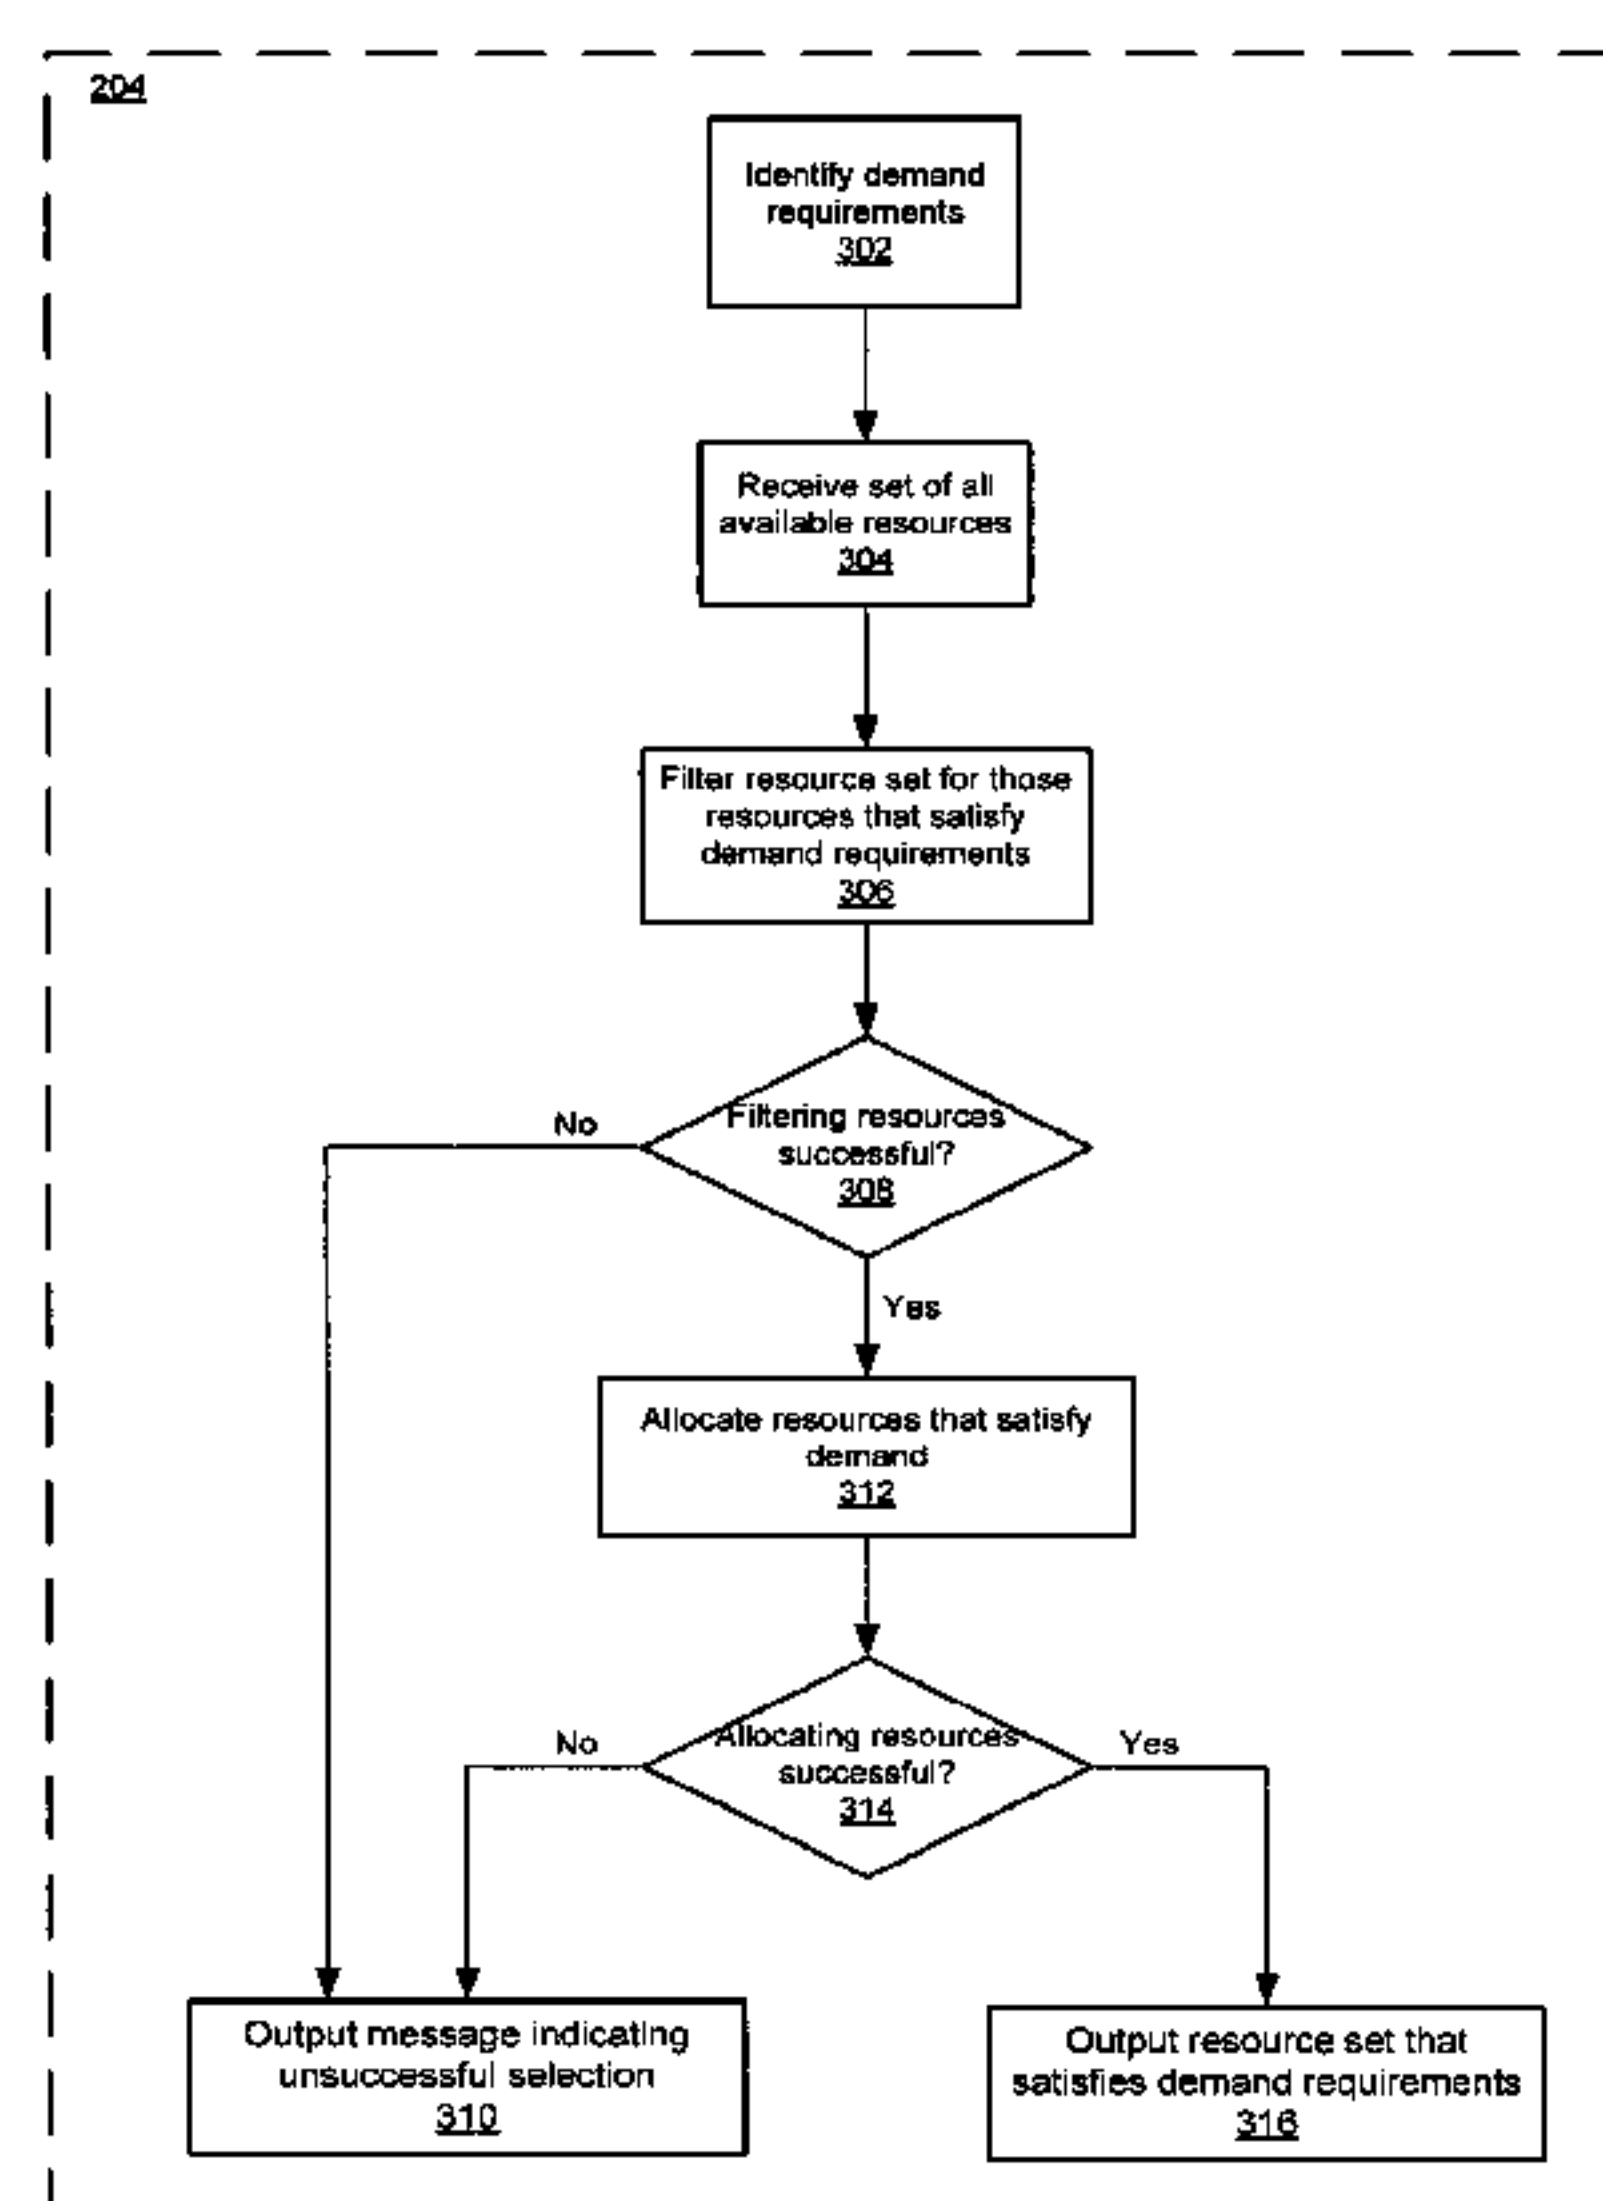 204
Identify demand
requirements
302
Receive set of all
available resources
304
Filter resource set for those
resources that satisfy
demand requirements
306
Filtering resources
successful?
308
No
Yes
Allocate resources that satisfy
demand
312
Allocating resources
successful?
314
No
Yes
Output message indicating
unsuccessful selection
310
Output resource set that
satisfies demand requirements
316